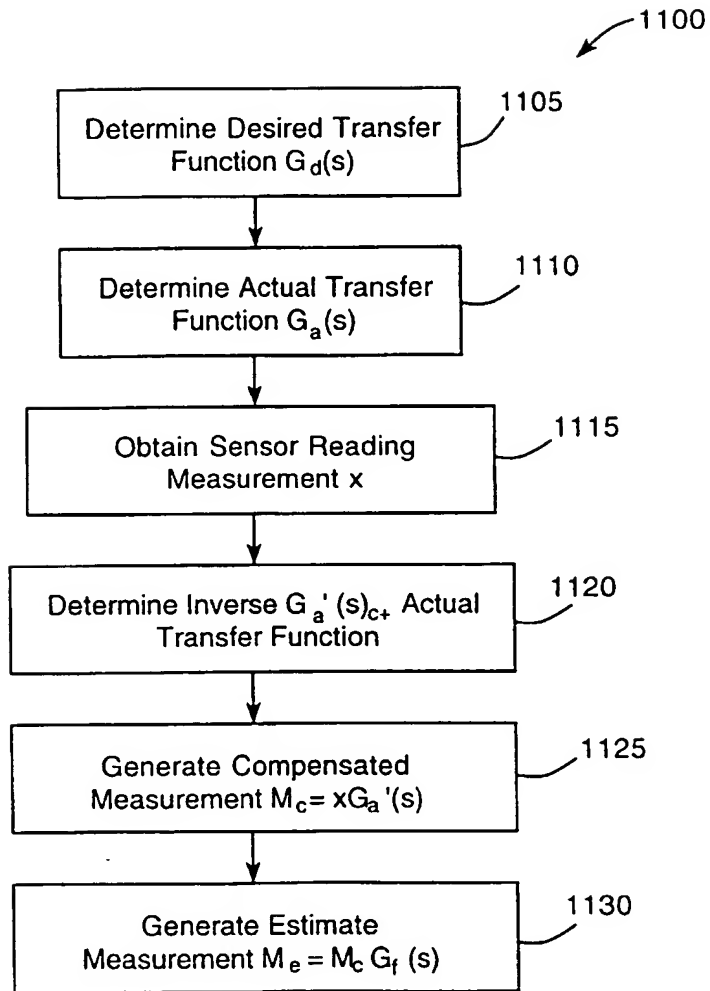 1100
Determine Desired Transfer
Function G_d(s)
1105
Determine Actual Transfer
Function G_a(s)
1110
Obtain Sensor Reading
Measurement x
1115
Determine Inverse G_a'(s)_c+ Actual
Transfer Function
1120
Generate Compensated
Measurement M_c = xG_a'(s)
1125
Generate Estimate
Measurement M_e = M_c G_f (s)
1130